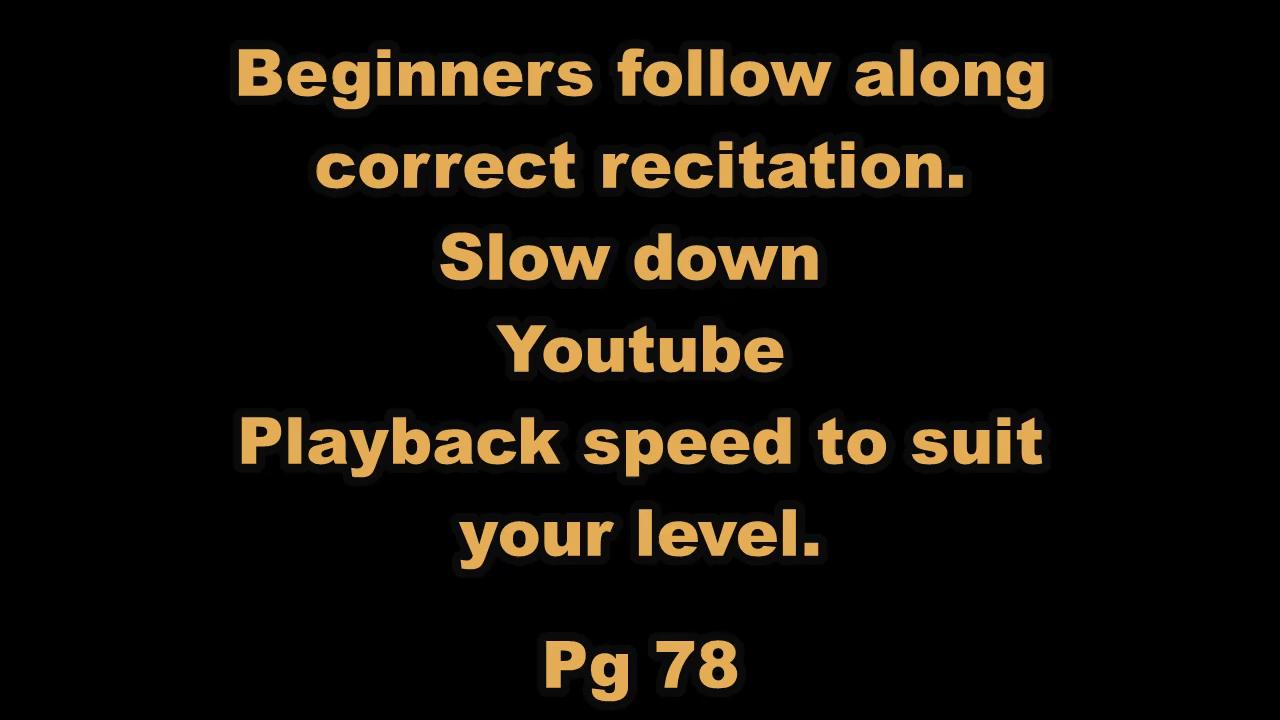 Beginners follow along
correct recitation.
Slow down
Youtube
Playback speed to suit
your level.
Pg 78